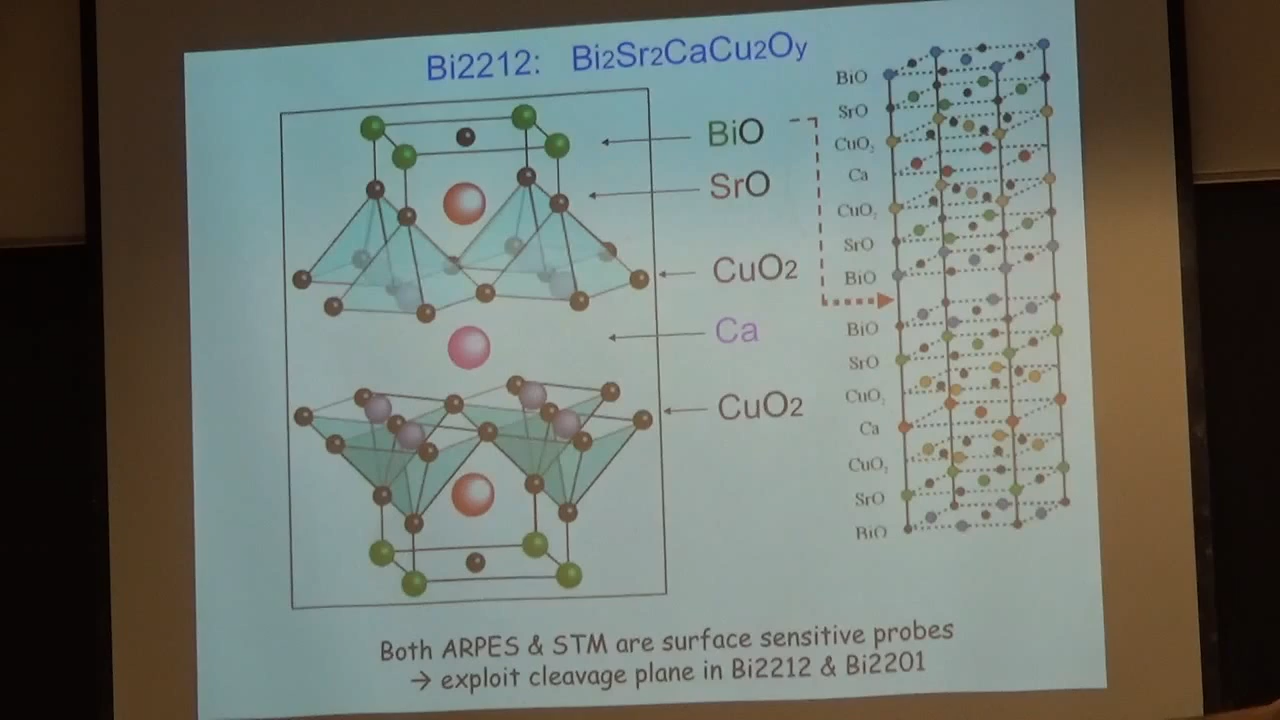 Bi2212: Bi2Sr2CaCu2Oy
BiO
SrO
CuO2
Ca
CuO2
BiO
SrO
CuO2
Ca
CuO2
SrO
BiO
BiO
SrO
CuO2
Ca
CuO2
SrO
BiO
Both ARPES & STM are surface sensitive probes
→ exploit cleavage plane in Bi2212 & Bi2201